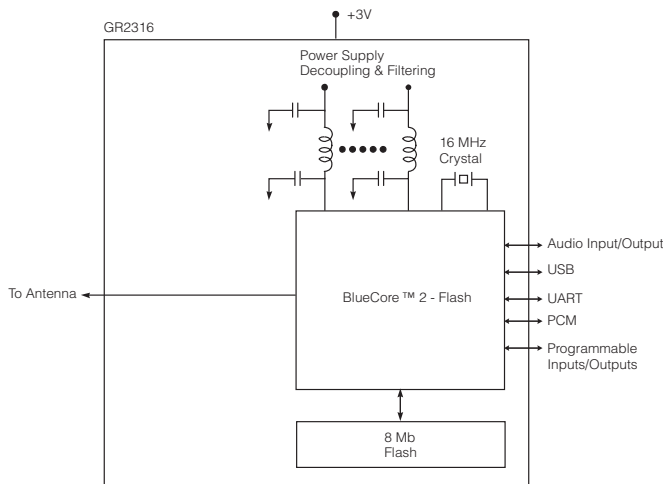 +3V
GR2316
Power Supply
Decoupling & Filtering
16 MHz
Crystal
Audio Input/Output
USB
To Antenna
BlueCore ™ 2 - Flash
UART
PCM
Programmable
Inputs/Outputs
8 Mb
Flash